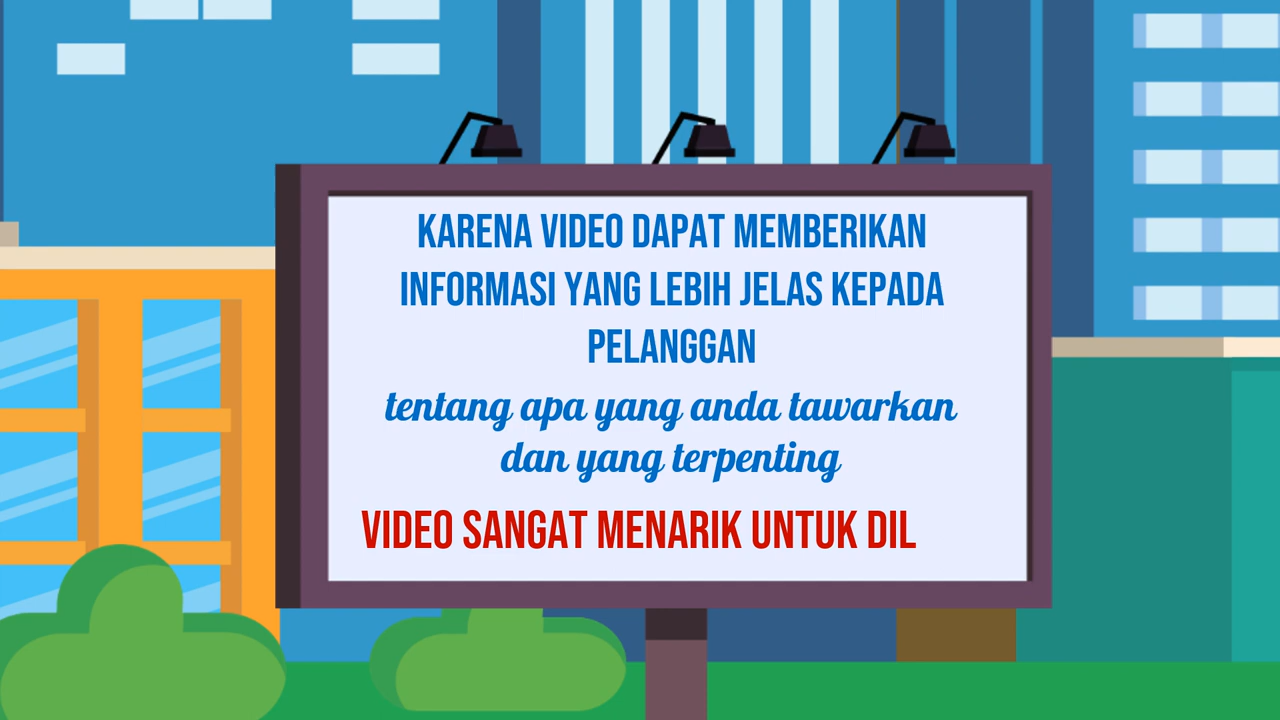 KARENA VIDEO DAPAT MEMBERIKAN
INFORMASI YANG LEBIH JELAS KEPADA
PELANGGAN
tentang apa yang anda tawarkan
dan yang terpenting
VIDEO SANGAT MENARIK UNTUK DIL